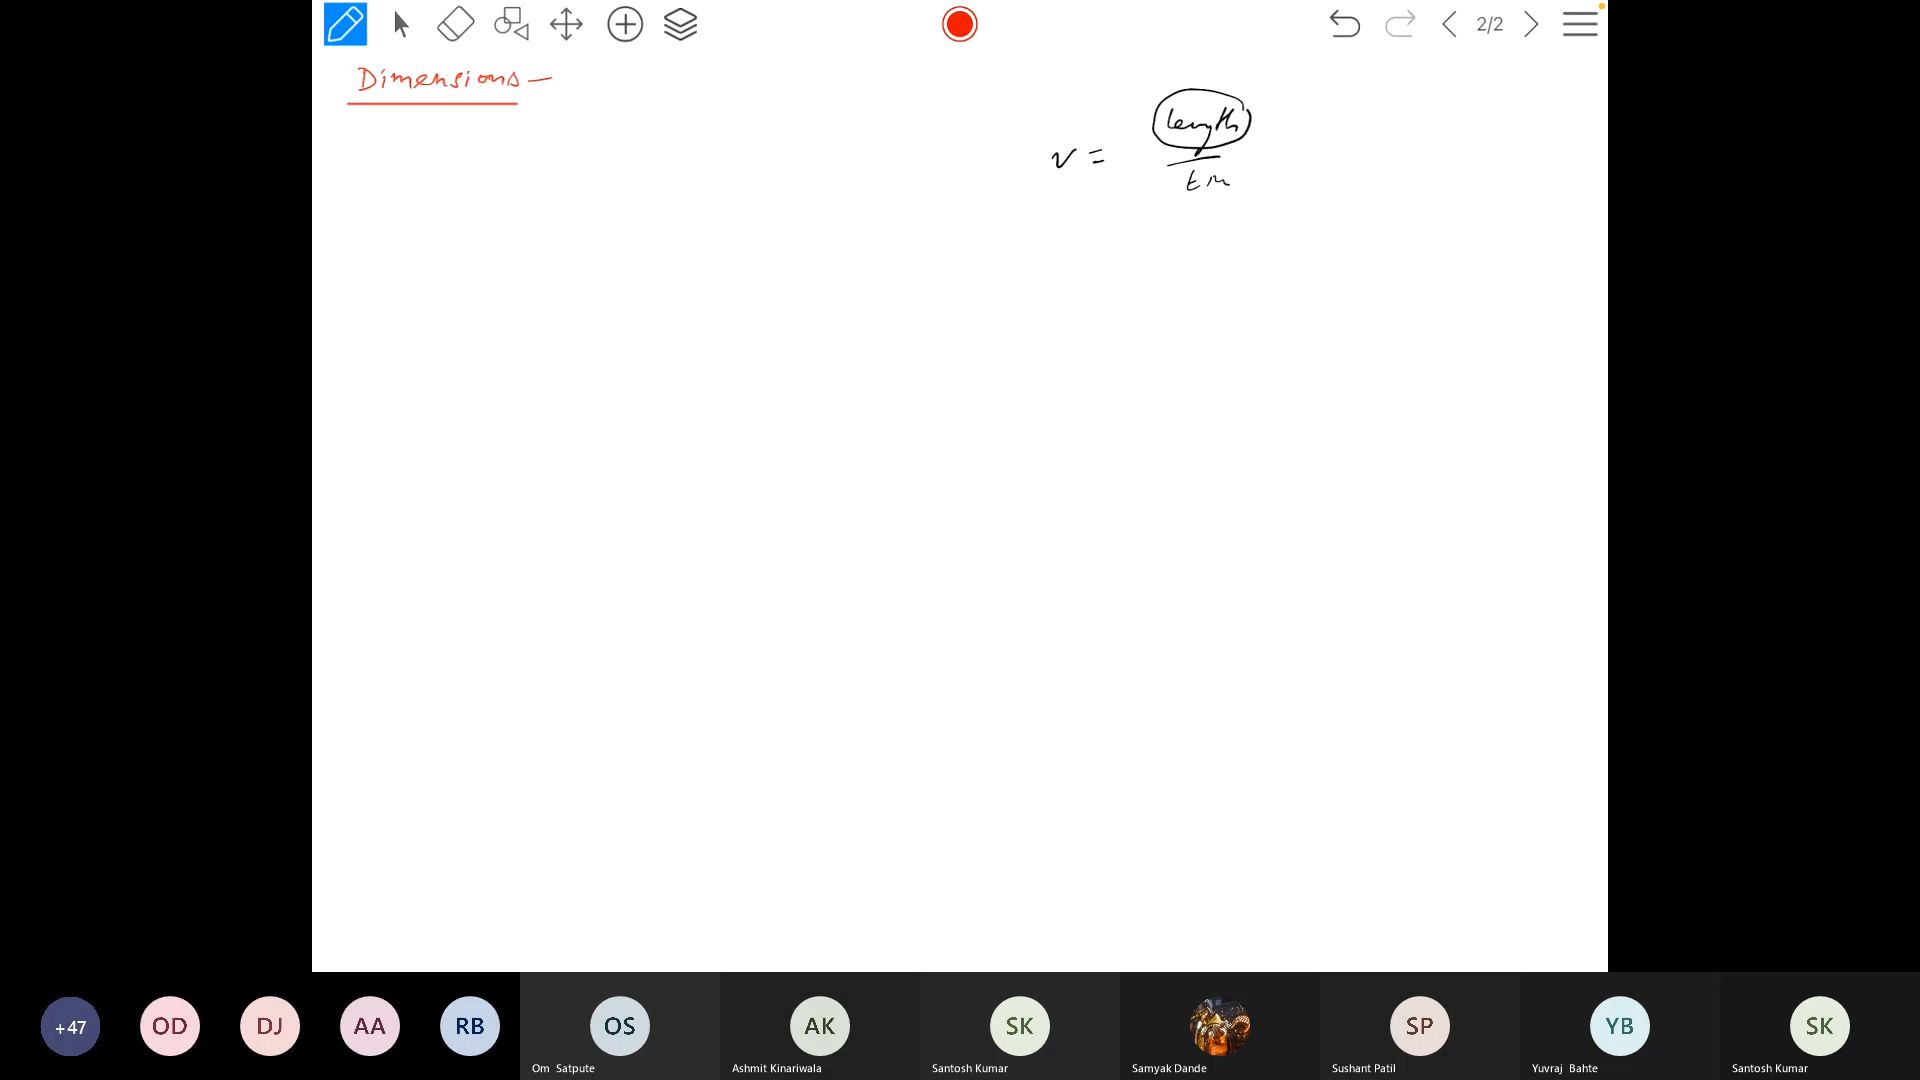 2/2
Dimensions —
length
v =
+47
OD
DJ
AA
RB
OS
AK
SK
SP
YB
SK
Om Satpute
Ashmit Kinariwala
Santosh Kumar
Samyak Dande
Sushant Patil
Yuvraj Bahte
Santosh Kumar